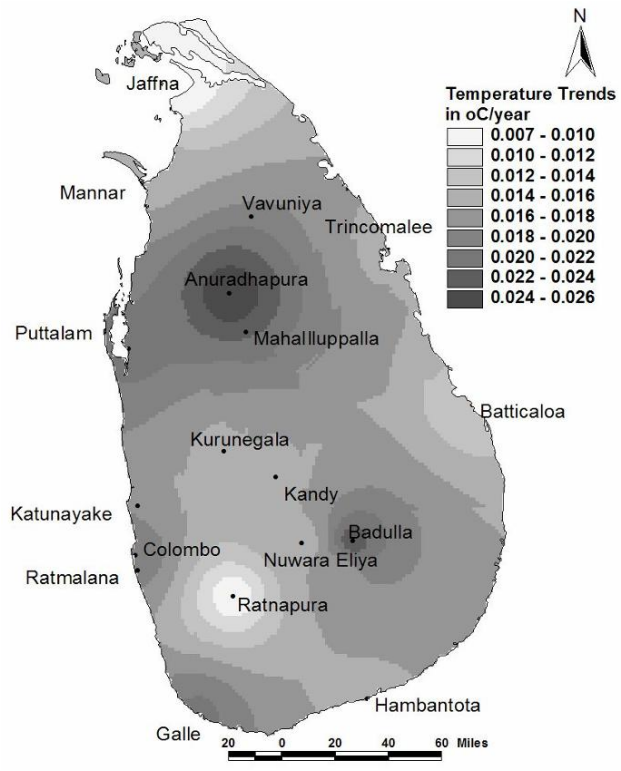 N
Jaffna
Temperature Trends
in oC/year
0.007 - 0.010
0.010 - 0.012
0.012 - 0.014
0.014 - 0.016
0.016 - 0.018
0.018 - 0.020
0.020 - 0.022
0.022 - 0.024
0.024 - 0.026
Mannar
Vavuniya
Trincomalee
Anuradhapura
Puttalam
MahaIlluppalla
Batticaloa
Kurunegala
Kandy
Katunayake
Badulla
Colombo
Nuwara Eliya
Ratmalana
Ratnapura
Hambantota
Galle
20 0 20 40 60 Miles